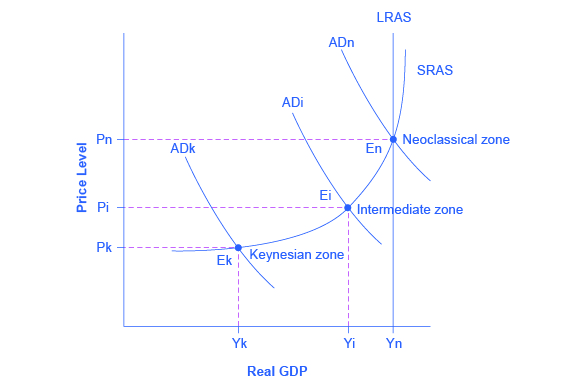 LRAS
ADn
SRAS
ADi
Pn
En
Neoclassical zone
ADk
Price Level
Ei
Pi
Intermediate zone
Pk
Ek
Keynesian zone
Yk
Yi
Yn
Real GDP